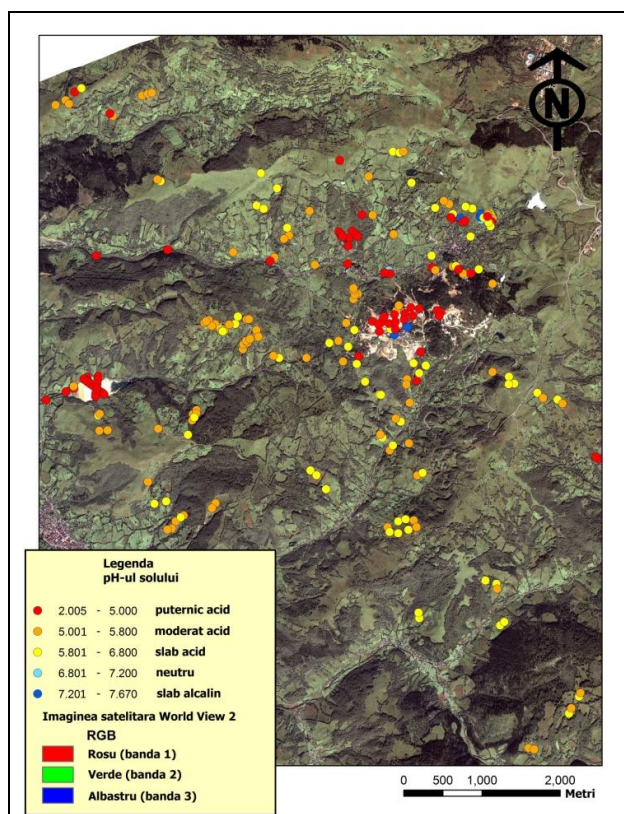 N
Legenda
pH-ul solului
2.005 - 5.000 puternic acid
5.001 - 5.800 moderat acid
5.801 - 6.800 slab acid
6.801 - 7.200 neutru
7.201 - 7.670 slab alcalin
Imaginea satelitara World View 2
RGB
Rosu (banda 1)
Verde (banda 2)
Albastru (banda 3)
0 500 1,000 2,000
Metri